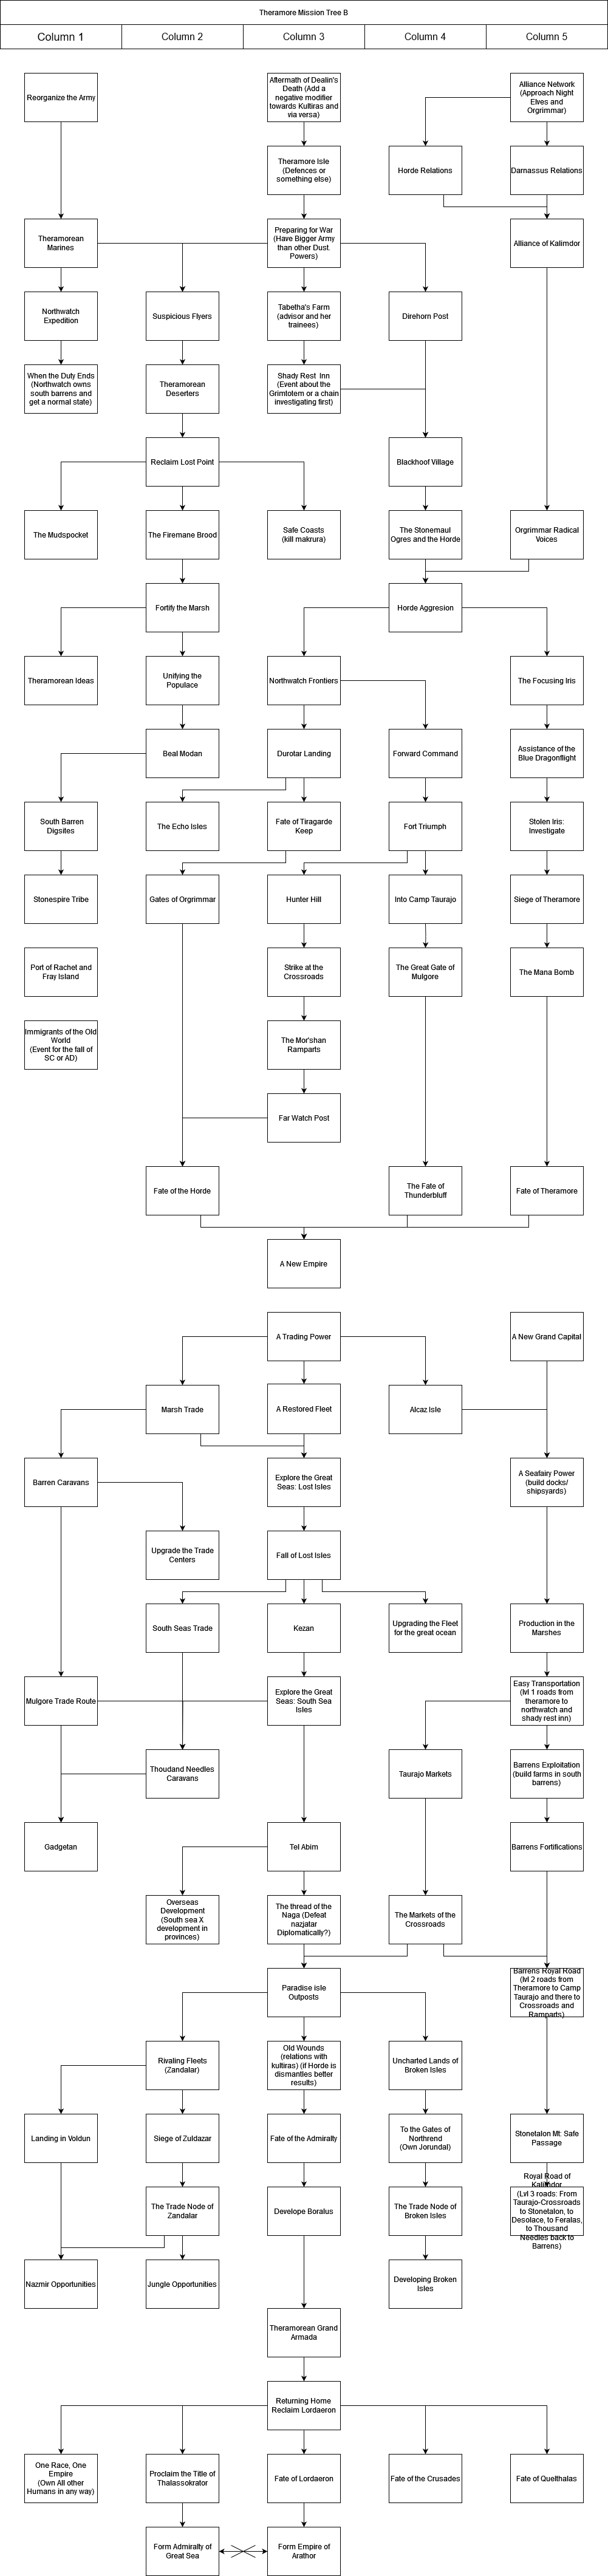 Theramore Mission Tree B
Column 1
Column 2
Column 3
Column 4
Column 5
Reorganize the Army
Aftermath of Dealin's
Death (Add a
negative modifier
towards Kultiras and
via versa)
Alliance Network
(Approach Night
Elves and
Orgrimmar)
Theramore Isle
(Defences or
something else)
Horde Relations
Darnassus Relations
Theramorean
Marines
Preparing for War
(Have Bigger Army
than other Dust.
Powers)
Alliance of Kalimdor
Northwatch
Expedition
Suspicious Flyers
Tabetha's Farm
(advisor and her
trainees)
Direhorn Post
When the Duty Ends
(Northwatch owns
south barrens and
get a normal state)
Theramorean
Deserters
Shady Rest Inn
(Event about the
Grimtotem or a chain
investigating first)
Reclaim Lost Point
Blackhoof Village
The Mudspocket
The Firemane Brood
Safe Coasts
(kill makrura)
The Stonemaul
Ogres and the Horde
Orgrimmar Radical
Voices
Fortify the Marsh
Horde Aggresion
Theramorean Ideas
Unifying the
Populace
Northwatch Frontiers
The Focusing Iris
Beal Modan
Durotar Landing
Forward Command
Assistance of the
Blue Dragonflight
South Barren
Digsites
The Echo Isles
Fate of Tiragarde
Keep
Fort Triumph
Stolen Iris:
Investigate
Stonespire Tribe
Gates of Orgrimmar
Hunter Hill
Into Camp Taurajo
Siege of Theramore
Port of Rachet and
Fray Island
Strike at the
Crossroads
The Great Gate of
Mulgore
The Mana Bomb
Immigrants of the Old
World
(Event for the fall of
SC or AD)
The Mor'shan
Ramparts
Far Watch Post
Fate of the Horde
The Fate of
Thunderbluff
Fate of Theramore
A New Empire
A Trading Power
A New Grand Capital
Marsh Trade
A Restored Fleet
Alcaz Isle
Barren Caravans
Explore the Great
Seas: Lost Isles
A Seafairy Power
(build docks/
shipsyards)
Upgrade the Trade
Centers
Fall of Lost Isles
South Seas Trade
Kezan
Upgrading the Fleet
for the great ocean
Production in the
Marshes
Mulgore Trade Route
Explore the Great
Seas: South Sea
Isles
Easy Transportation
(lvl 1 roads from
theramore to
northwatch and
shady rest inn)
Thoudand Needles
Caravans
Taurajo Markets
Barrens Exploitation
(build farms in south
barrens)
Gadgetan
Tel Abim
Barrens Fortifications
Overseas
Development
(South sea X
development in
provinces)
The thread of the
Naga (Defeat
nazjatar
Diplomatically?)
The Markets of the
Crossroads
Paradise isle
Outposts
Barrens Royal Road
(lvl 2 roads from
Theramore to Camp
Taurajo and there to
Crossroads and
Ramparts)
Rivaling Fleets
(Zandalar)
Old Wounds
(relations with
kultiras) (if Horde is
dismantles better
results)
Uncharted Lands of
Broken Isles
Landing in Voldun
Siege of Zuldazar
Fate of the Admiralty
To the Gates of
Northrend
(Own Jorundal)
Stonetalon Mt: Safe
Passage
The Trade Node of
Zandalar
Develope Boralus
The Trade Node of
Broken Isles
Royal Road of
Kalimdor
(Lvl 3 roads: From
Taurajo-Crossroads
to Stonetalon, to
Desolace, to Feralas,
to Thousand
Needles back to
Barrens)
Nazmir Opportunities
Jungle Opportunities
Developing Broken
Isles
Theramorean Grand
Armada
Returning Home
Reclaim Lordaeron
One Race, One
Empire
(Own All other
Humans in any way)
Proclaim the Title of
Thalassokrator
Fate of Lordaeron
Fate of the Crusades
Fate of Quelthalas
Form Admiralty of
Great Sea
Form Empire of
Arathor